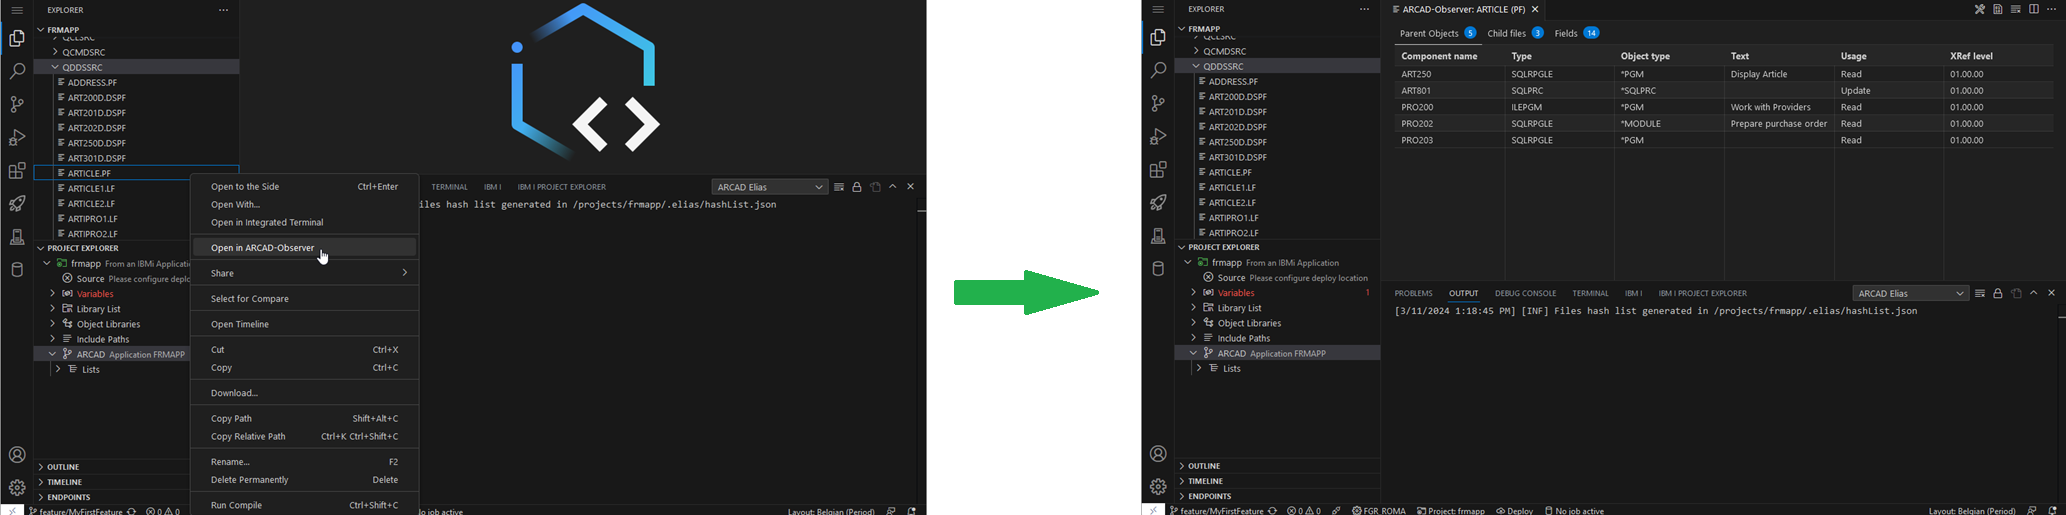 EXPLORER
FRMAPP
QCLSRC
QCMDSRC
QDDSSRC
ADDRESS.PF
ART200D.DSPF
ART201D.DSPF
ART202D.DSPF
ART250D.DSPF
ART301D.DSPF
ARTICLE.PF
ARTICLE1.LF
ARTICLE2.LF
ARTIPRO1.LF
ARTIPRO2.LF
PROJECT EXPLORER
frmapp From an IBMi Applicati
Source Please configure deplo
Variables
Library List
Object Libraries
Include Paths
ARCAD Application FRMAPP
Lists
OUTLINE
TIMELINE
ENDPOINTS
feature/MyFirstFeature 0 0
Open to the Side Ctrl+Enter
Open With...
Open in Integrated Terminal
Open in ARCAD-Observer
Share
Select for Compare
Open Timeline
Cut Ctrl+X
Copy Ctrl+C
Download...
Copy Path Shift+Alt+C
Copy Relative Path Ctrl+K Ctrl+Shift+C
Rename... F2
Delete Permanently Delete
Run Compile Ctrl+Shift+C
TERMINAL IBM I IBM I PROJECT EXPLORER ARCAD Elias
iles hash list generated in /projects/frmapp/.elias/hashList.json
lo job active Layout: Belgian (Period)
EXPLORER
FRMAPP
QCLSRC
QCMDSRC
QDDSSRC
ADDRESS.PF
ART200D.DSPF
ART201D.DSPF
ART202D.DSPF
ART250D.DSPF
ART301D.DSPF
ARTICLE.PF
ARTICLE1.LF
ARTICLE2.LF
ARTIPRO1.LF
ARTIPRO2.LF
PROJECT EXPLORER
frmapp From an IBMi Application
Source Please configure deploy location
Variables 1
Library List
Object Libraries
Include Paths
ARCAD Application FRMAPP
Lists
OUTLINE
TIMELINE
ENDPOINTS
ARCAD-Observer: ARTICLE (PF)
Parent Objects 5 Child files 3 Fields 14
Component name Type Object type Text Usage XRef level
ART250 SQLRPGLE *PGM Display Article Read 01.00.00
ART801 SQLPRC *SQLPRC Update 01.00.00
PRO200 ILEPGM *PGM Work with Providers Read 01.00.00
PRO202 SQLRPGLE *MODULE Prepare purchase order Read 01.00.00
PRO203 SQLRPGLE *PGM Read 01.00.00
PROBLEMS OUTPUT DEBUG CONSOLE TERMINAL IBM I IBM I PROJECT EXPLORER ARCAD Elias
[3/11/2024 1:18:45 PM] [INF] Files hash list generated in /projects/frmapp/.elias/hashList.json
feature/MyFirstFeature 0 0 FGR_ROMA Project: frmapp Deploy No job active Layout: Belgian (Period)